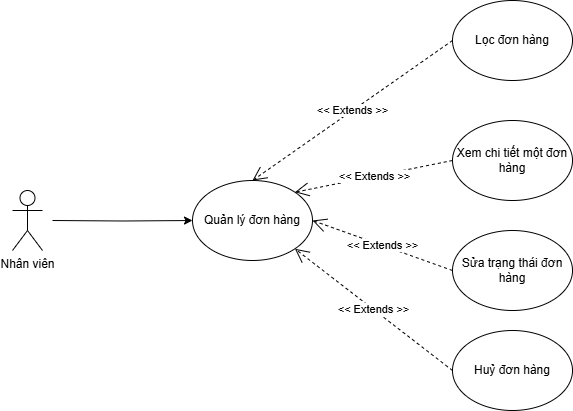 Lọc đơn hàng
<< Extends >>
Xem chi tiết một đơn
hàng
<< Extends >>
Quản lý đơn hàng
Nhân viên
<< Extends >>
Sửa trạng thái đơn
hàng
<< Extends >>
Huỷ đơn hàng